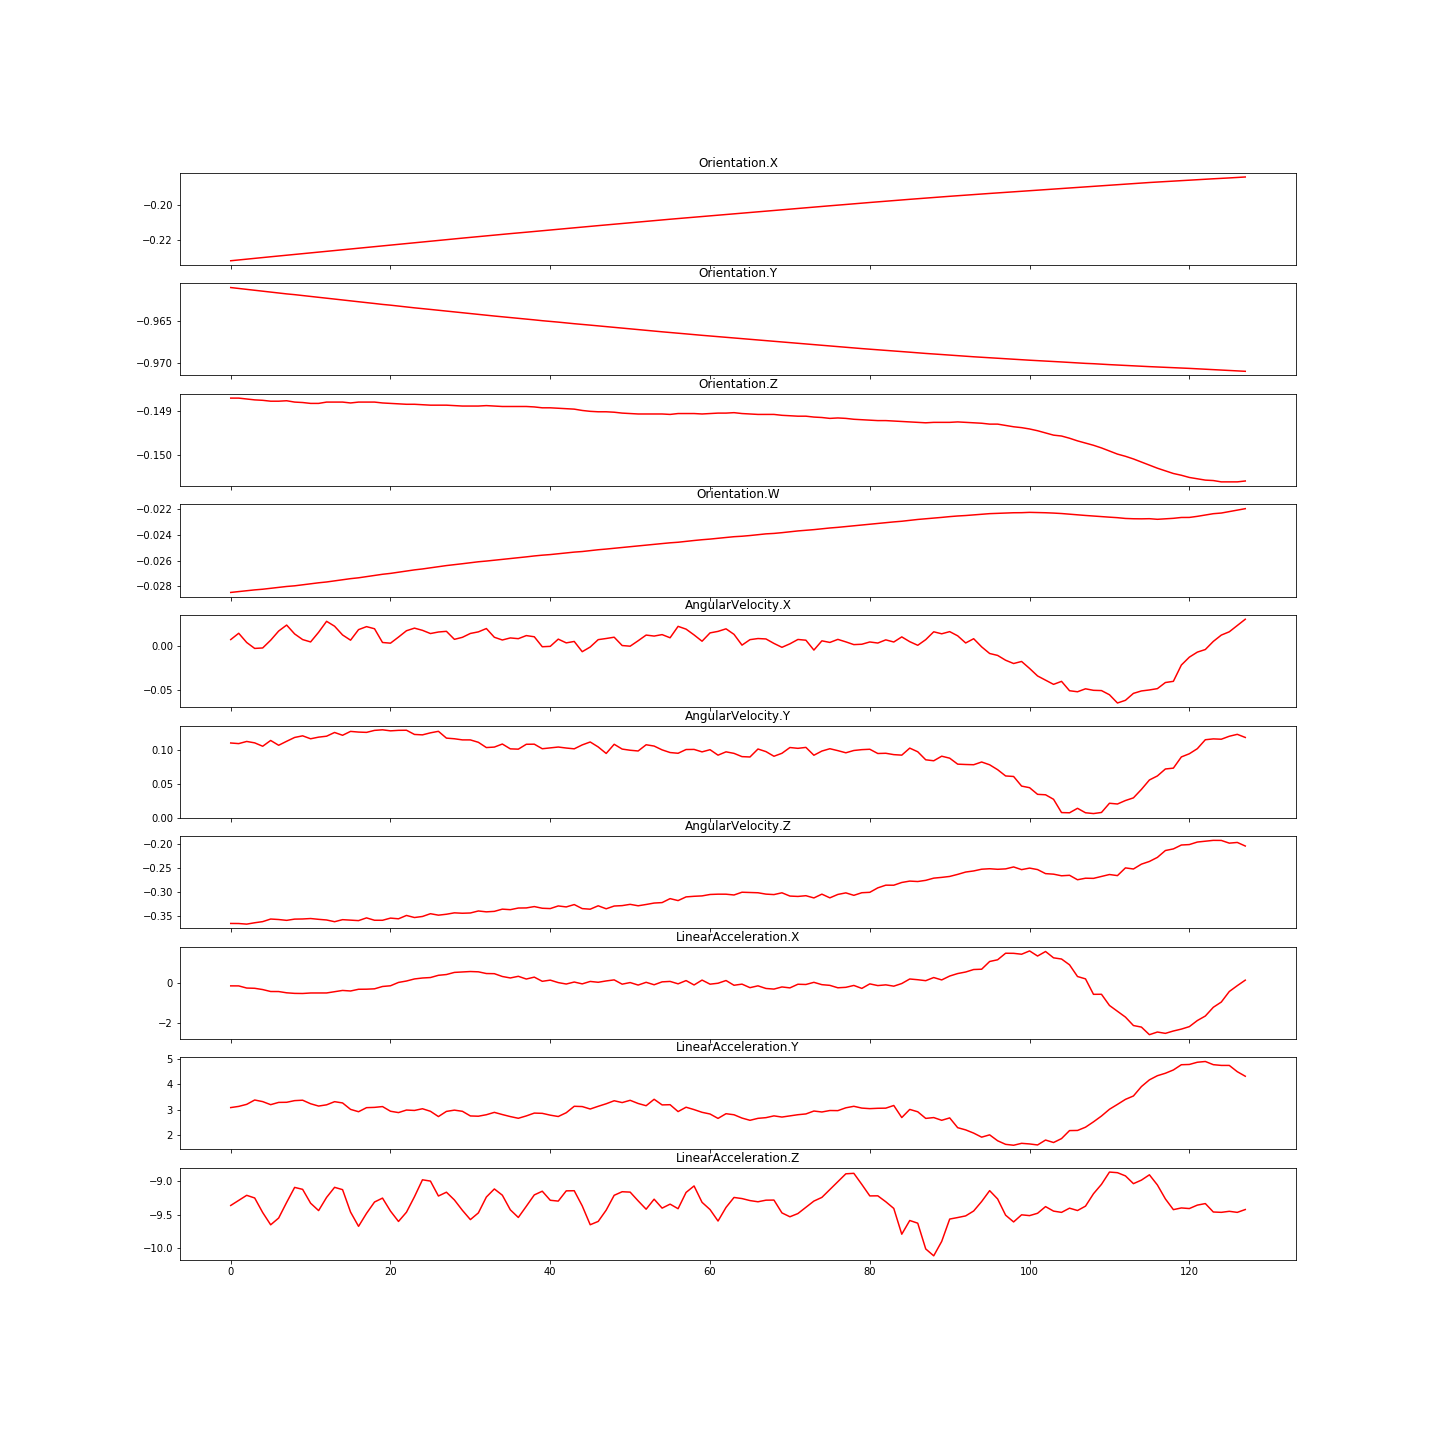 Orientation.X
−0.20
−0.22
Orientation.Y
−0.965
−0.970
Orientation.Z
−0.149
−0.150
Orientation.W
−0.022
−0.024
−0.026
−0.028
AngularVelocity.X
0.00
−0.05
AngularVelocity.Y
0.10
0.05
0.00
AngularVelocity.Z
−0.20
−0.25
−0.30
−0.35
LinearAcceleration.X
0
−2
LinearAcceleration.Y
5
4
3
2
LinearAcceleration.Z
−9.0
−9.5
−10.0
0 20 40 60 80 100 120